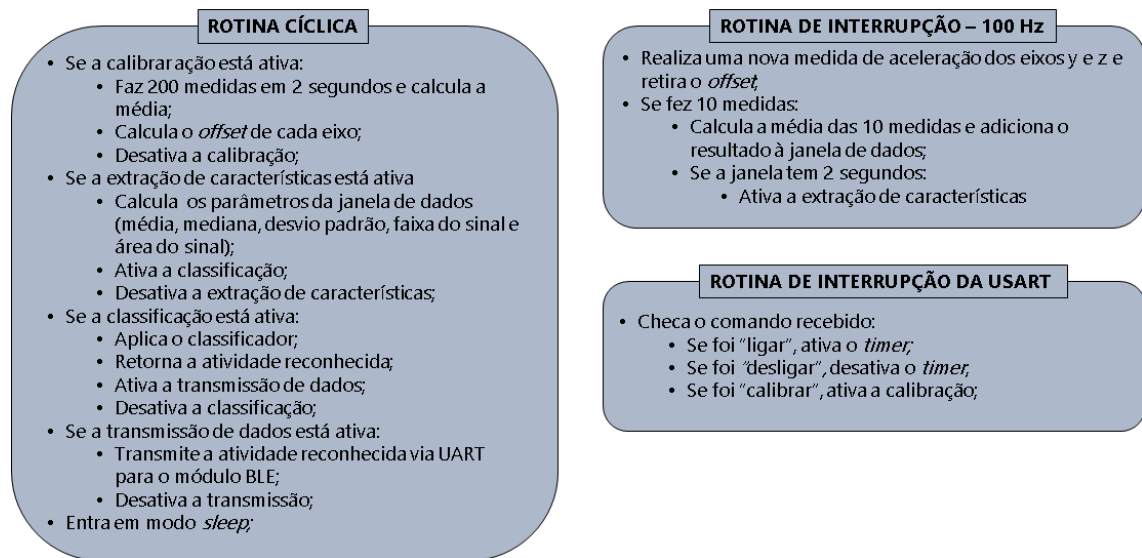 ROTINA CÍCLICA
• Se a calibraração está ativa:
• Faz 200 medidas em 2 segundos e calcula a
média;
• Calcula o offset de cada eixo;
• Desativa a calibração;
• Se a extração de características está ativa
• Calcula os parâmetros da janela de dados
(média, mediana, desvio padrão, faixa do sinal e
área do sinal);
• Ativa a classificação;
• Desativa a extração de características;
• Se a classificação está ativa:
• Aplica o classificador;
• Retorna a atividade reconhecida;
• Ativa a transmissão de dados;
• Desativa a classificação;
• Se a transmissão de dados está ativa:
• Transmite a atividade reconhecida via UART
para o módulo BLE;
• Desativa a transmissão;
• Entra em modo sleep;
ROTINA DE INTERRUPÇÃO – 100 Hz
• Realiza uma nova medida de aceleração dos eixos y e z e
retira o offset;
• Se fez 10 medidas:
• Calcula a média das 10 medidas e adiciona o
resultado à janela de dados;
• Se a janela tem 2 segundos:
• Ativa a extração de características
ROTINA DE INTERRUPÇÃO DA USART
• Checa o comando recebido:
• Se foi "ligar", ativa o timer;
• Se foi "desligar", desativa o timer;
• Se foi "calibrar", ativa a calibração;